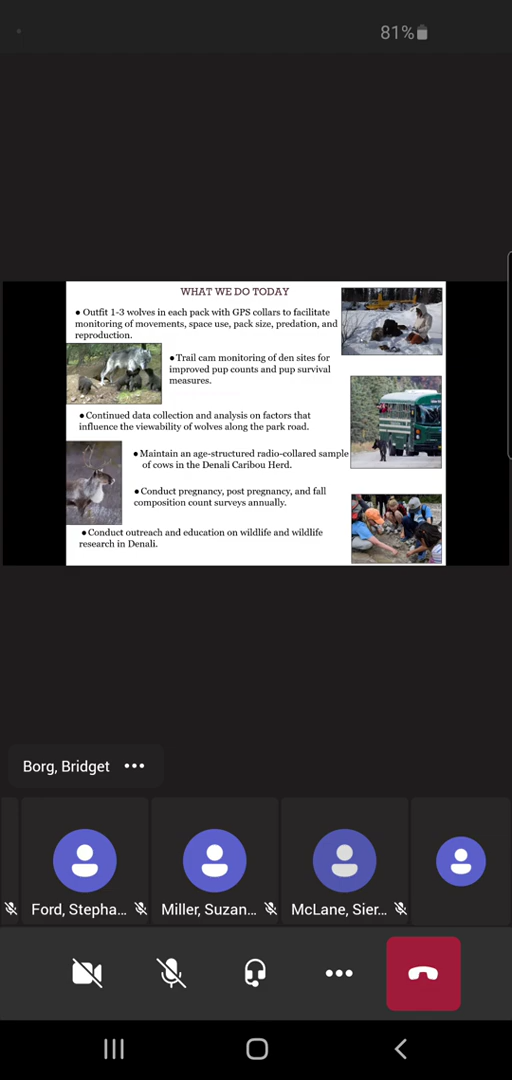 81%
WHAT WE DO TODAY
● Outfit 1-3 wolves in each pack with GPS collars to facilitate
monitoring of movements, space use, pack size, predation, and
reproduction.
● Trail cam monitoring of den sites for
improved pup counts and pup survival
measures.
● Continued data collection and analysis on factors that
influence the viewability of wolves along the park road.
● Maintain an age-structured radio-collared sample
of cows in the Denali Caribou Herd.
● Conduct pregnancy, post pregnancy, and fall
composition count surveys annually.
● Conduct outreach and education on wildlife and wildlife
research in Denali.
Borg, Bridget
Ford, Stepha...
Miller, Suzan...
McLane, Sier...